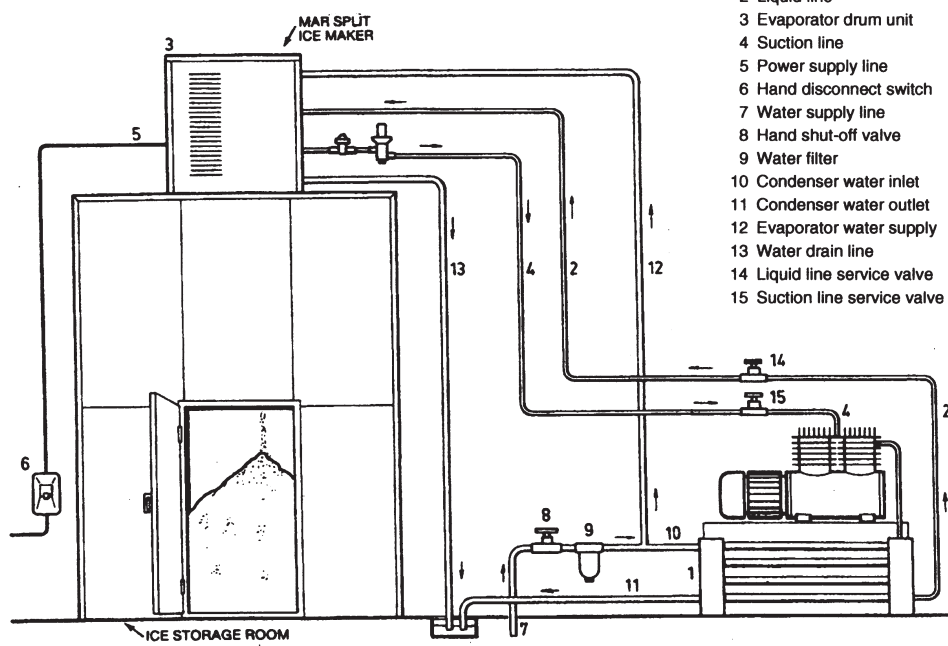 2 Liquid line
3 Evaporator drum unit
4 Suction line
5 Power supply line
6 Hand disconnect switch
7 Water supply line
8 Hand shut-off valve
9 Water filter
10 Condenser water inlet
11 Condenser water outlet
12 Evaporator water supply
13 Water drain line
14 Liquid line service valve
15 Suction line service valve
MAR SPLIT
ICE MAKER
3
5
13
4
2
12
14
15
4
2
6
8
9
10
1
11
7
ICE STORAGE ROOM